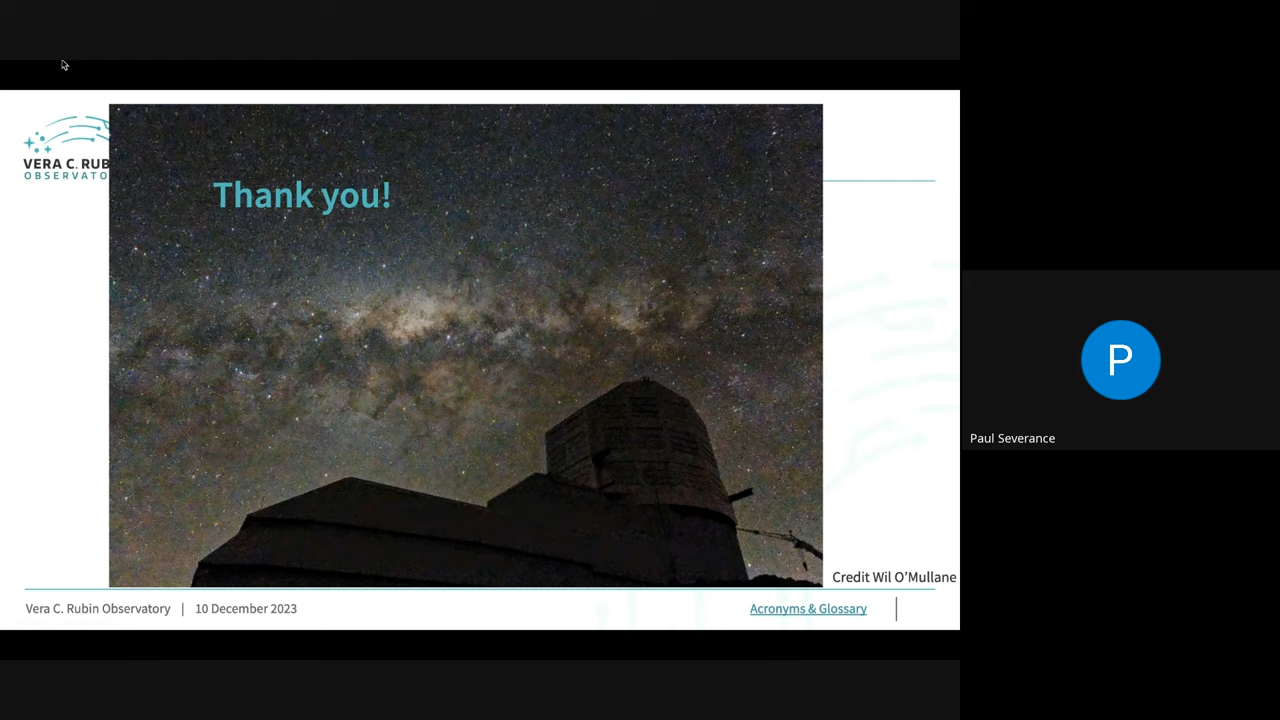 VERA C. RUB
OBSERVATO
Thank you!
Credit Wil O’Mullane
Vera C. Rubin Observatory | 10 December 2023
Acronyms & Glossary
P
Paul Severance